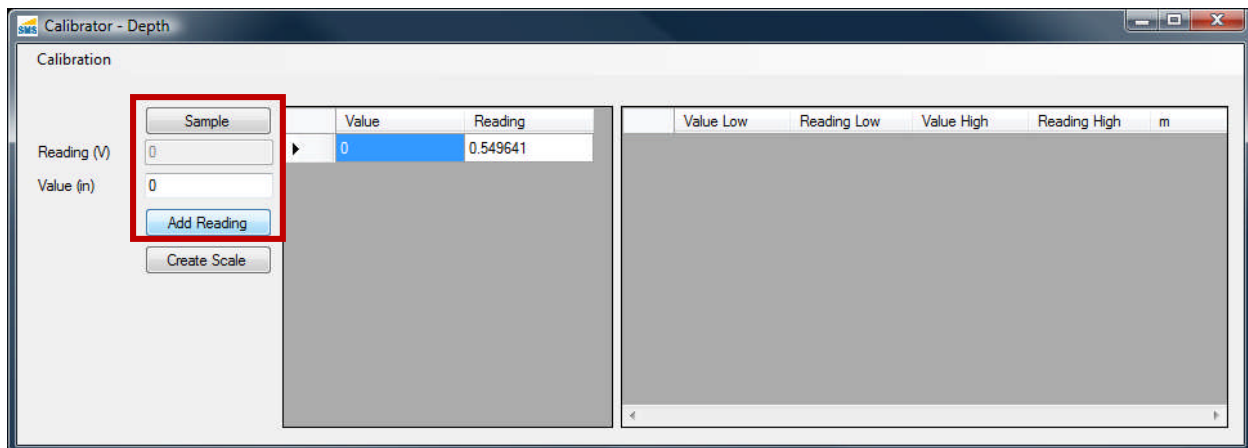 SMS Calibrator - Depth
Calibration
Sample
Reading (V) 0
Value (in) 0
Add Reading
Create Scale
Value Reading
0 0.549641
Value Low Reading Low Value High Reading High m